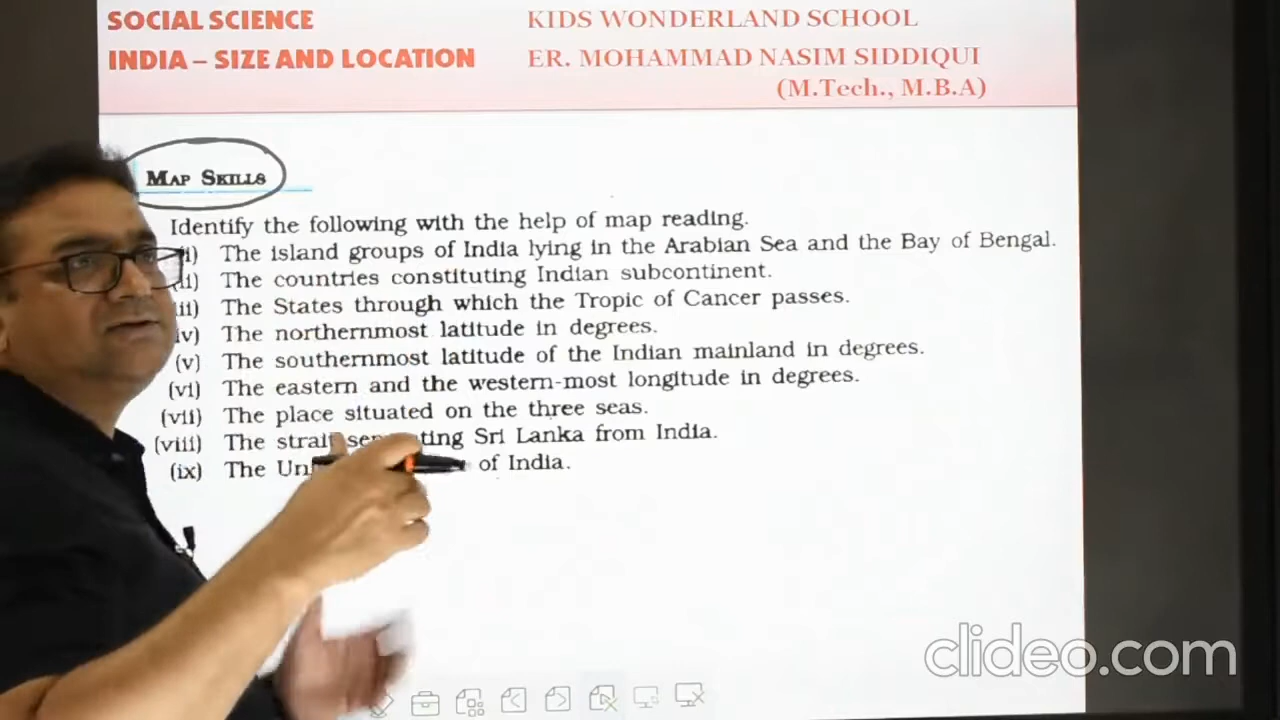 SOCIAL SCIENCE
KIDS WONDERLAND SCHOOL
INDIA – SIZE AND LOCATION
ER. MOHAMMAD NASIM SIDDIQUI
(M.Tech., M.B.A)
MAP SKILLS
Identify the following with the help of map reading.
The island groups of India lying in the Arabian Sea and the Bay of Bengal.
The countries constituting Indian subcontinent.
The States through which the Tropic of Cancer passes.
The northernmost latitude in degrees.
(v) The southernmost latitude of the Indian mainland in degrees.
(vi) The eastern and the western-most longitude in degrees.
(vii) The place situated on the three seas.
(viii) The strait Sri Lanka from India.
(ix) The of India.
clideo.com